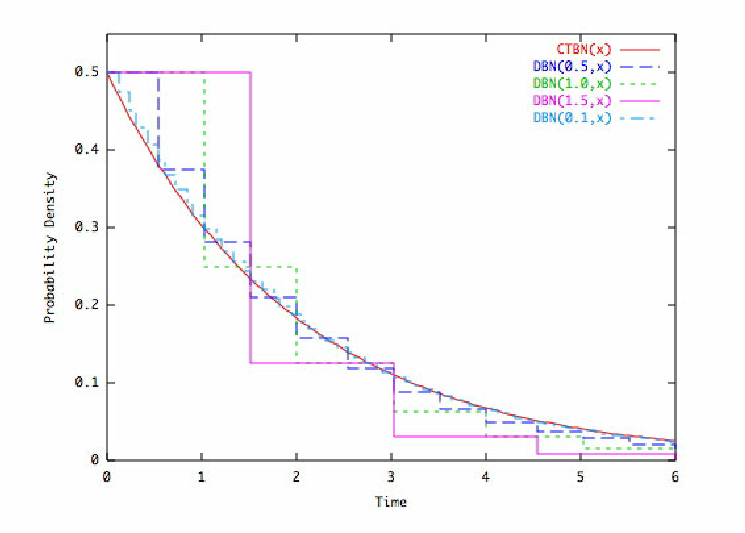 CTBN(x)
DBN(0.5,x)
DBN(1.0,x)
DBN(1.5,x)
DBN(0.1,x)
0.5
0.4
0.3
0.2
0.1
0
Probability Density
0 1 2 3 4 5 6
Time